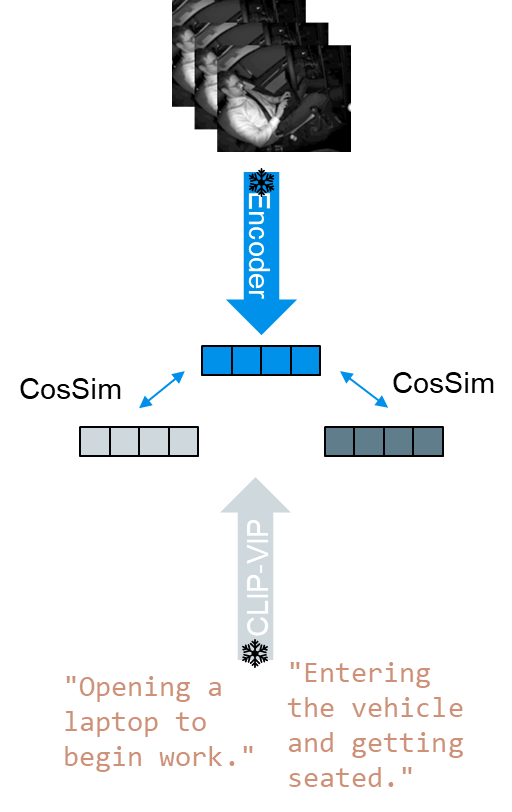 Encoder
CosSim
CosSim
CLIP-VIP
"Opening a
laptop to
begin work."
"Entering
the vehicle
and getting
seated."